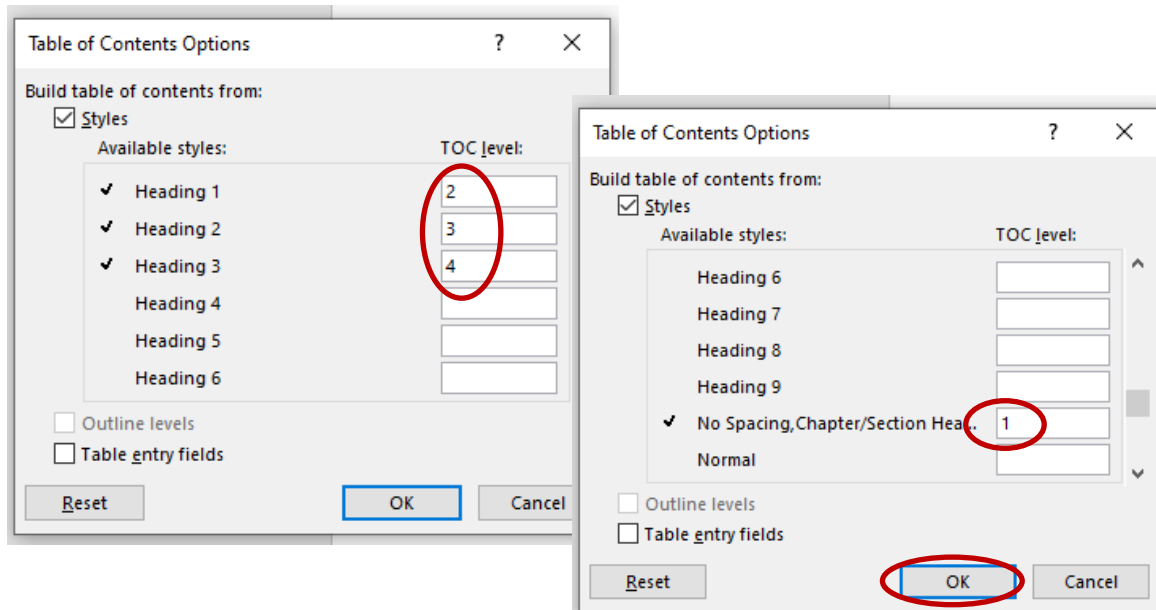 Table of Contents Options ? ×
Build table of contents from:
Styles
Available styles: TOC level:
Heading 1 2
Heading 2 3
Heading 3 4
Heading 4
Heading 5
Heading 6
Outline levels
Table entry fields
Reset OK Cancel
Table of Contents Options ? ×
Build table of contents from:
Styles
Available styles: TOC level:
Heading 6
Heading 7
Heading 8
Heading 9
No Spacing,Chapter/Section Hea... 1
Normal
Outline levels
Table entry fields
Reset OK Cancel